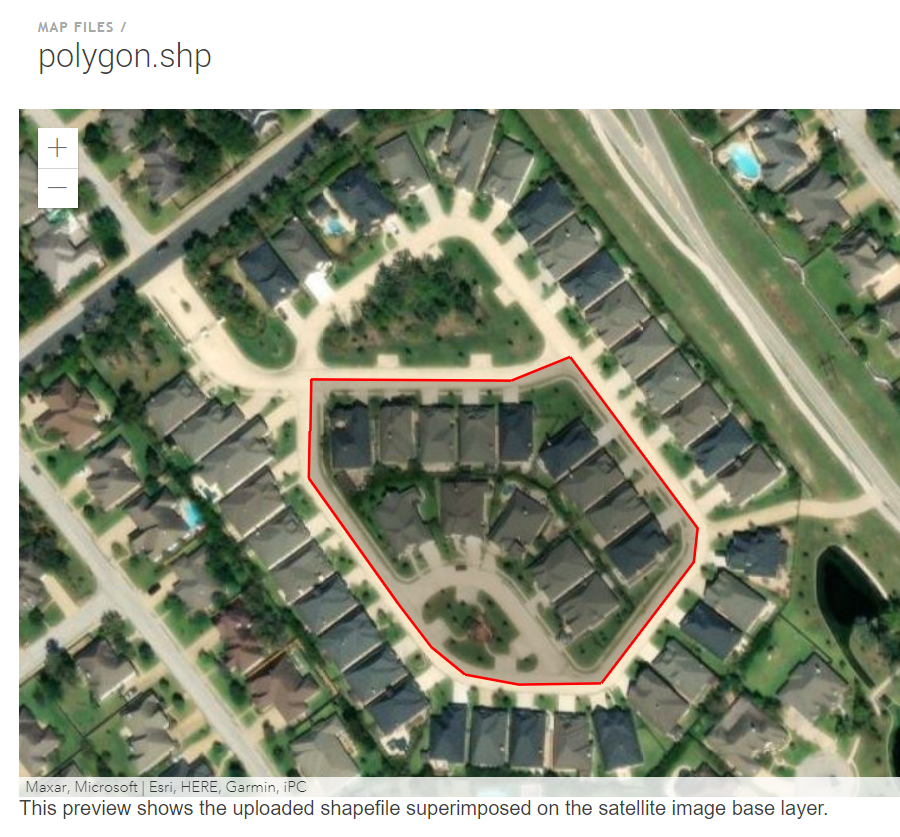 MAP FILES /
polygon.shp
+
−
Maxar, Microsoft | Esri, HERE, Garmin, iPC
This preview shows the uploaded shapefile superimposed on the satellite image base layer.